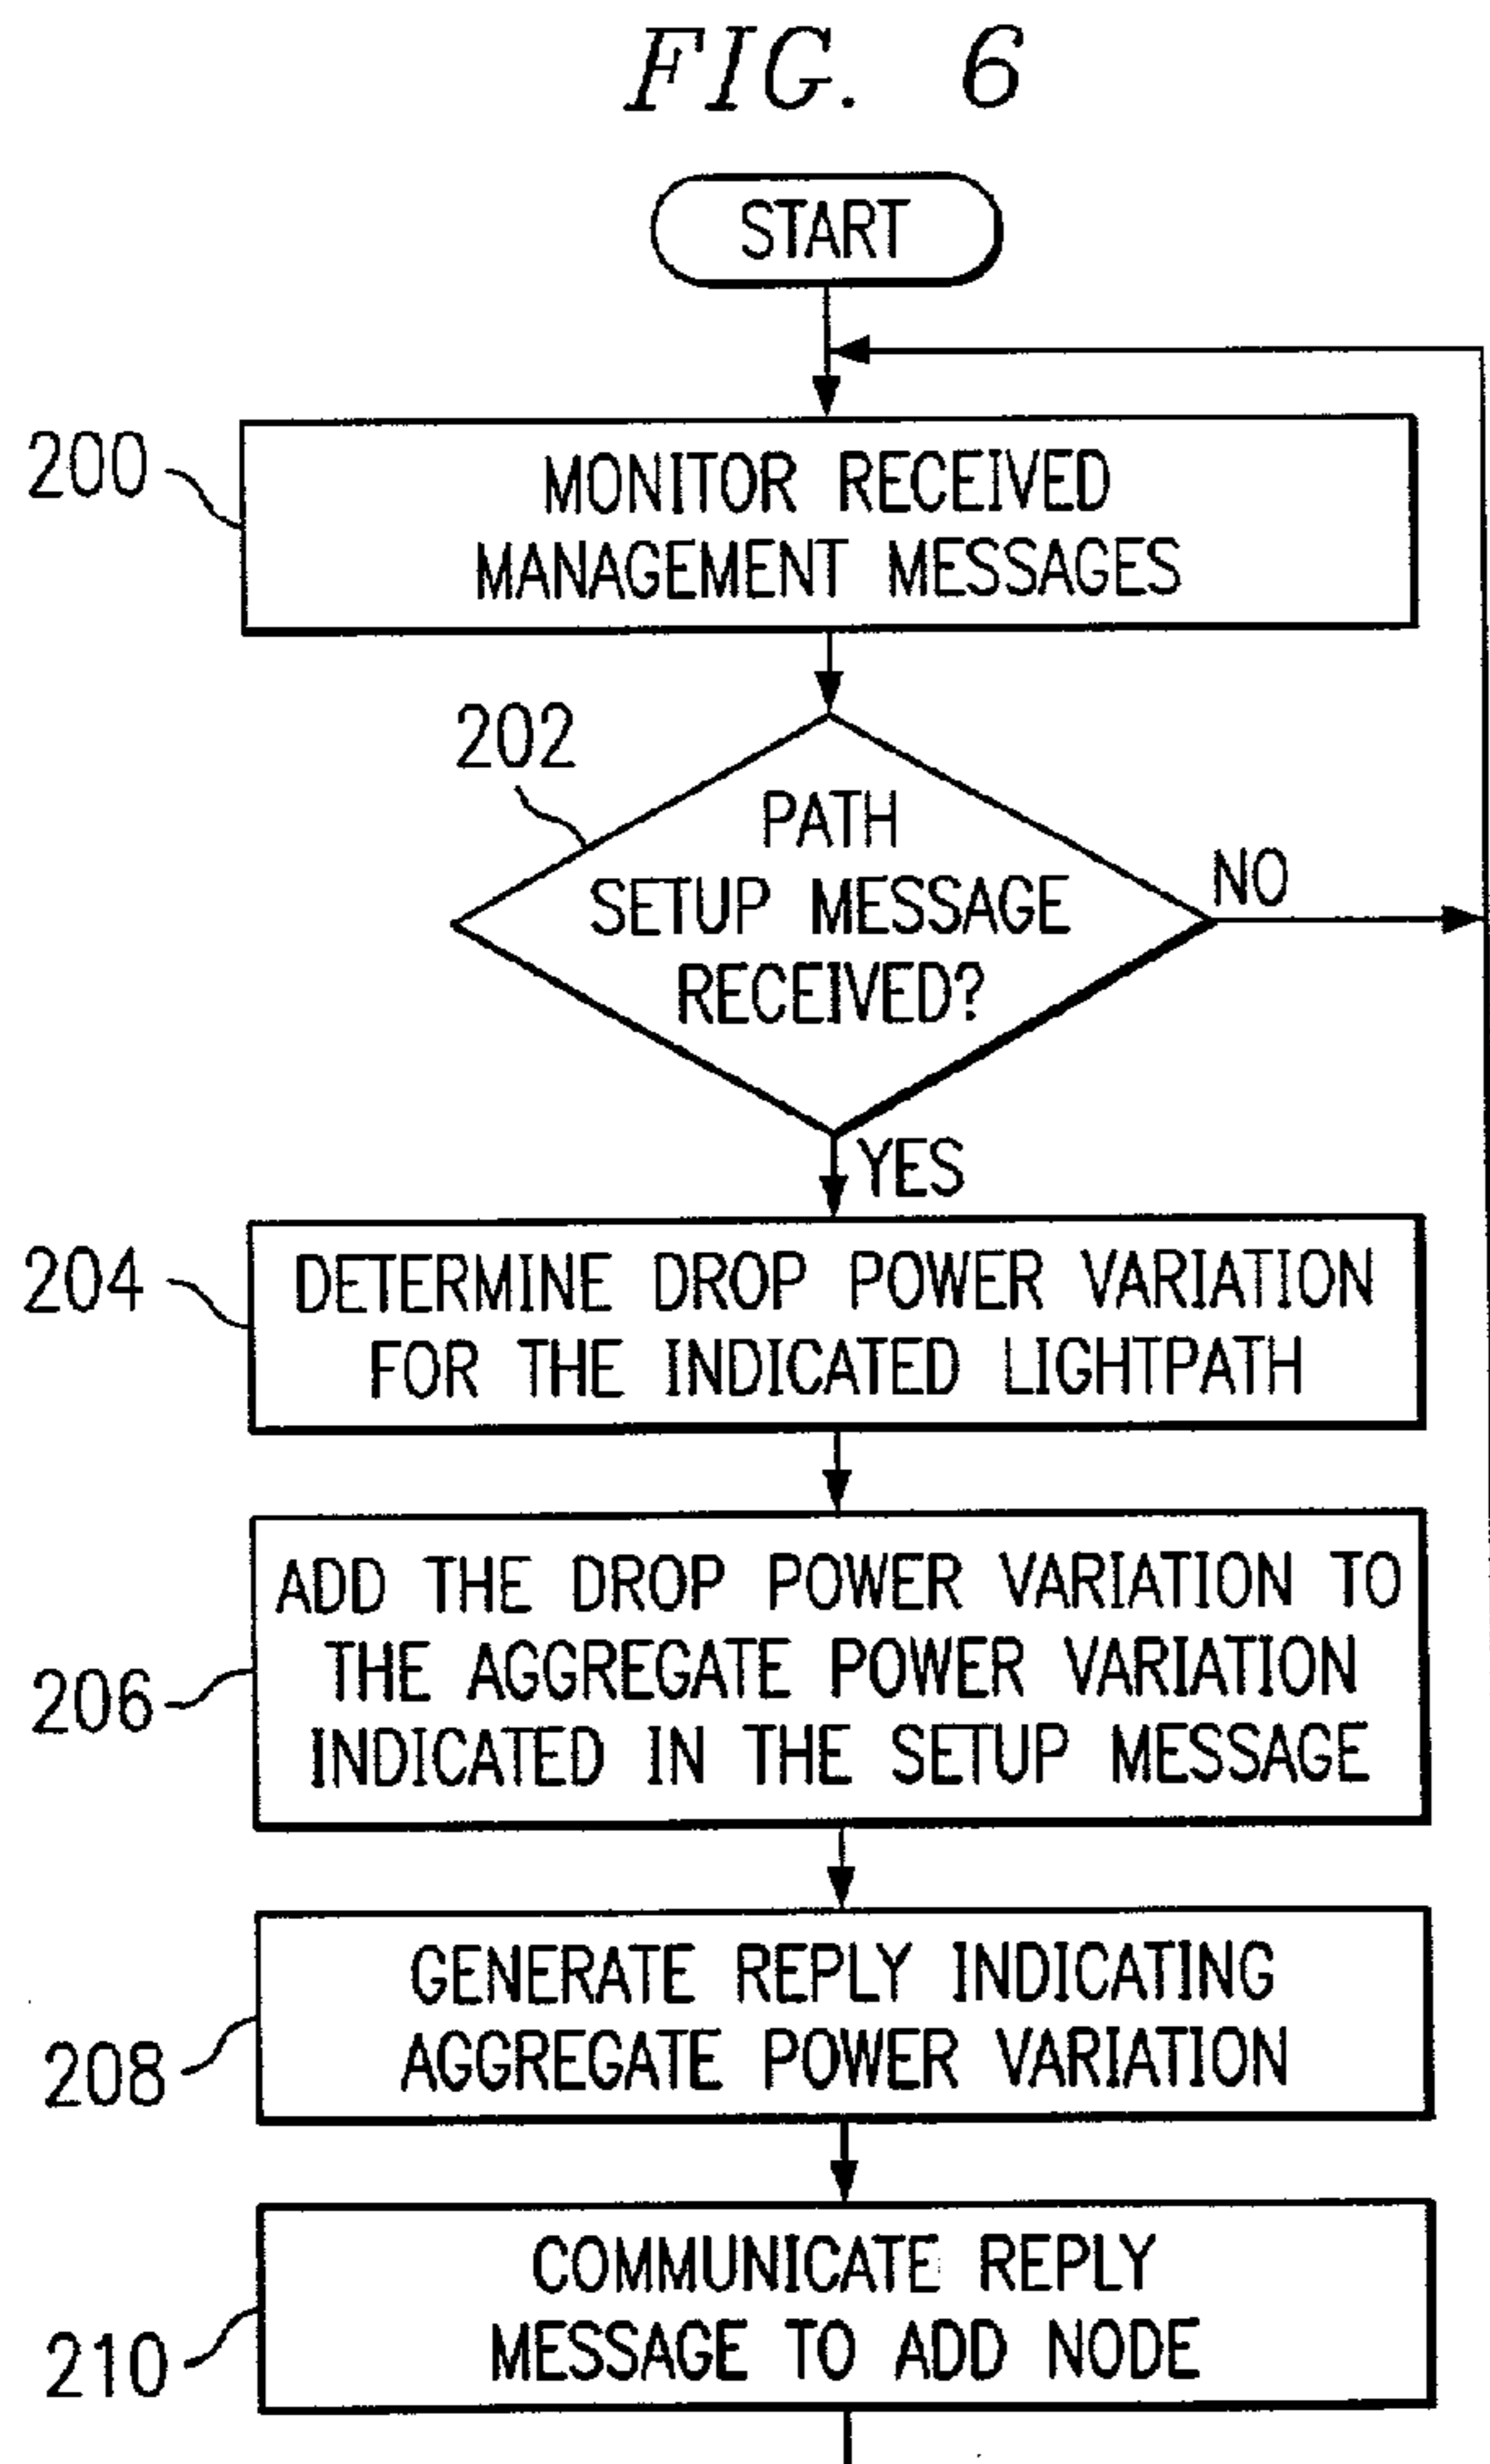 FIG. 6
START
200
MONITOR RECEIVED
MANAGEMENT MESSAGES
202
PATH
SETUP MESSAGE
RECEIVED?
NO
YES
204
DETERMINE DROP POWER VARIATION
FOR THE INDICATED LIGHTPATH
206
ADD THE DROP POWER VARIATION TO
THE AGGREGATE POWER VARIATION
INDICATED IN THE SETUP MESSAGE
208
GENERATE REPLY INDICATING
AGGREGATE POWER VARIATION
210
COMMUNICATE REPLY
MESSAGE TO ADD NODE